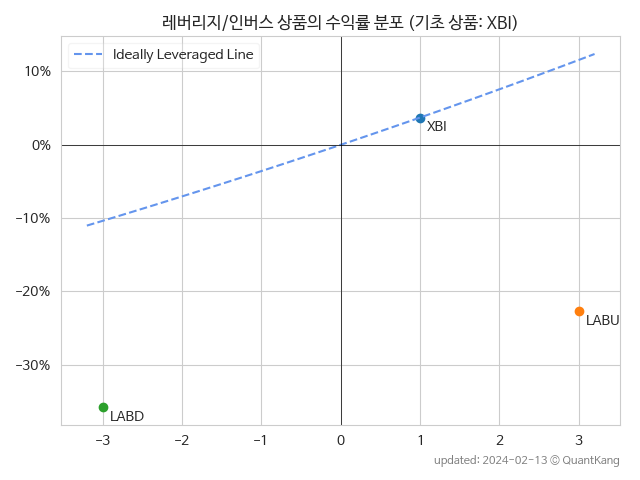 레버리지/인버스 상품의 수익률 분포 (기초 상품: XBI)
Ideally Leveraged Line
10%
0%
−10%
−20%
−30%
XBI
LABU
LABD
−3 −2 −1 0 1 2 3
updated: 2024-02-13 © QuantKang